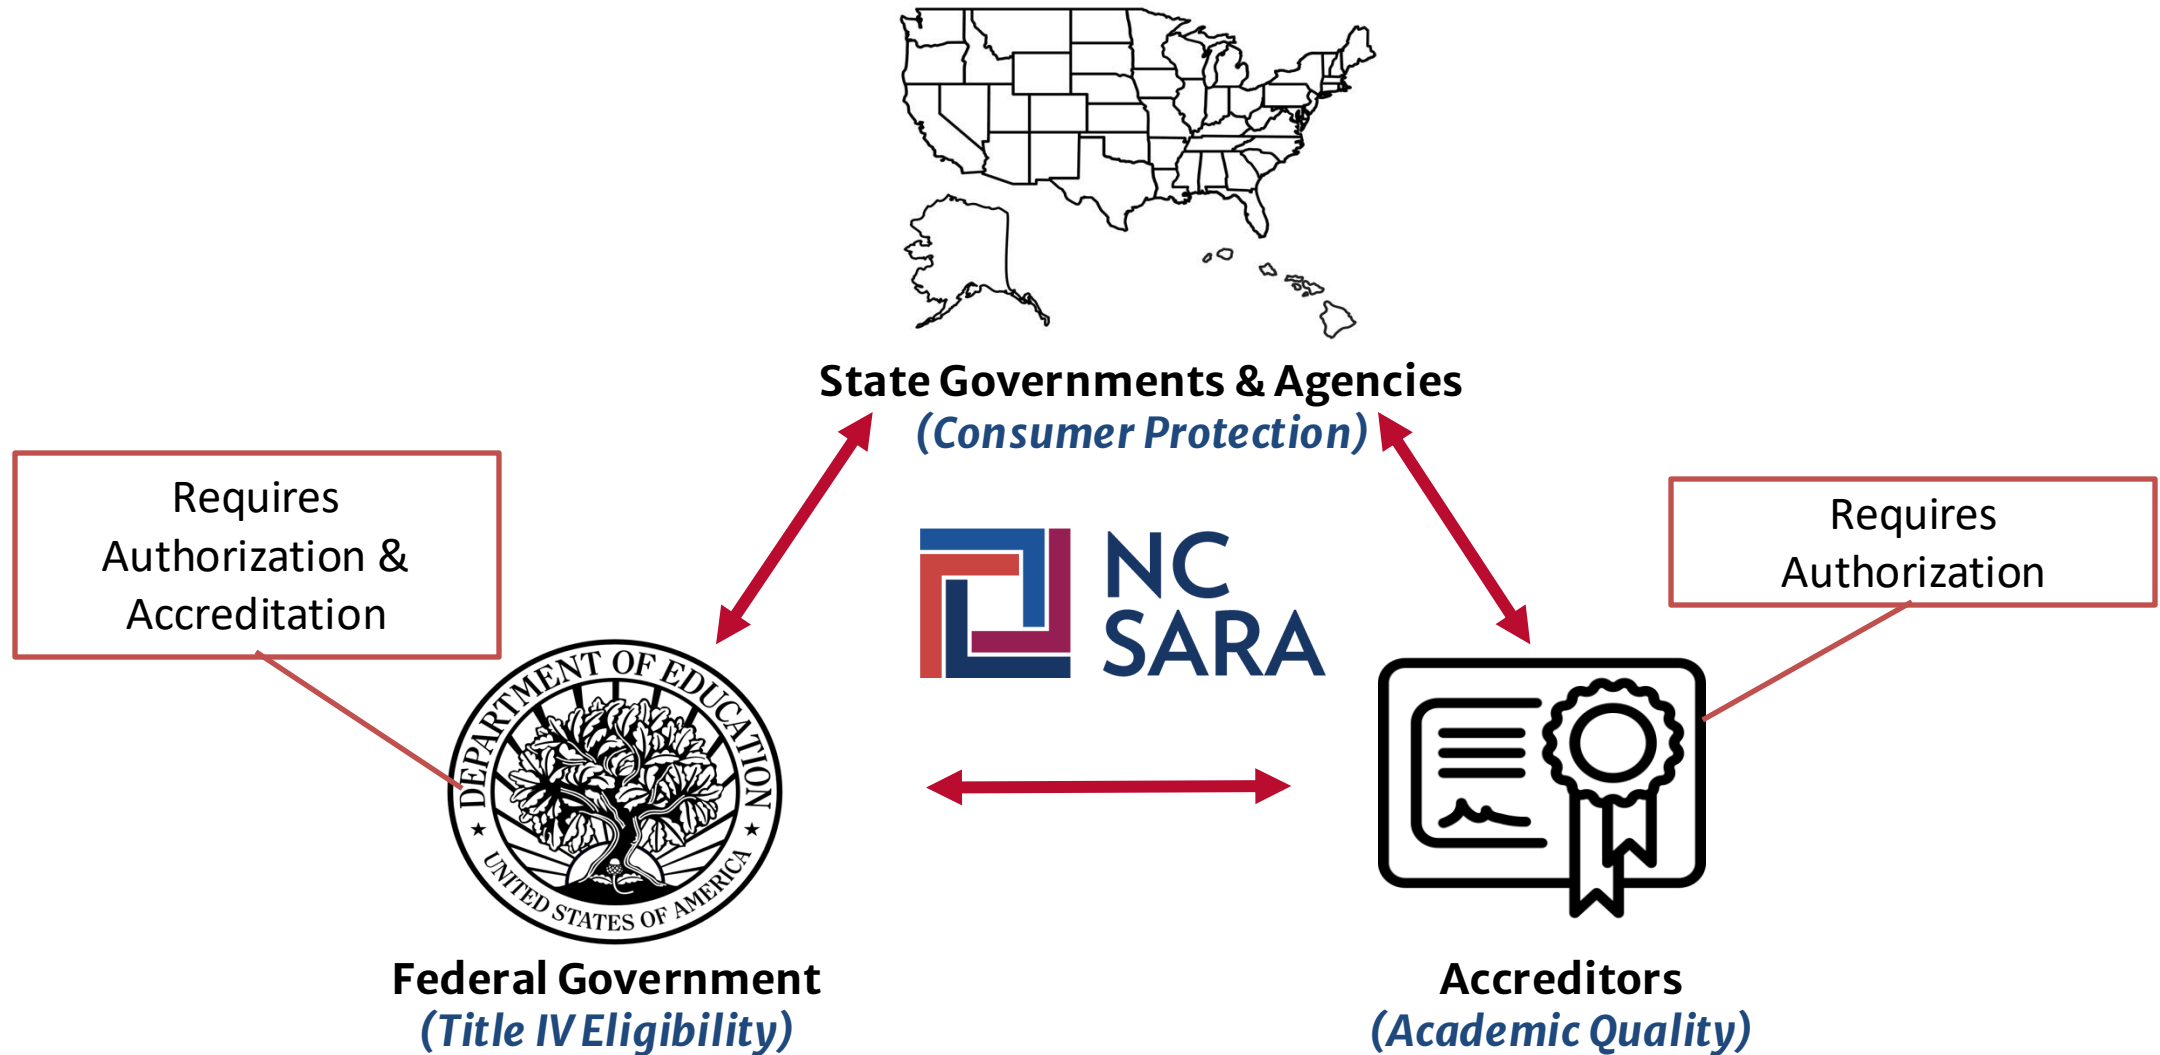 State Governments & Agencies
(Consumer Protection)
Requires
Authorization &
Accreditation
NC
SARA
Requires
Authorization
DEPARTMENT OF EDUCATION
★ UNITED STATES OF AMERICA ★
Federal Government
(Title IV Eligibility)
Accreditors
(Academic Quality)